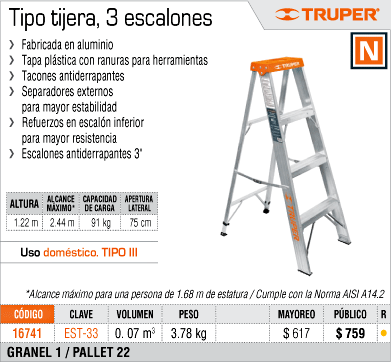 Tipo tijera, 3 escalones
TRUPER
N
Fabricada en aluminio
Tapa plástica con ranuras para herramientas
Tacones antiderrapantes
Separadores externos
para mayor estabilidad
Refuerzos en escalón inferior
para mayor resistencia
Escalones antiderrapantes 3"
ALTURA ALCANCE MÁXIMO* CAPACIDAD DE CARGA APERTURA LATERAL
1.22 m 2.44 m 91 kg 75 cm
Uso doméstico. TIPO III
TRUPER
*Alcance máximo para una persona de 1.68 m de estatura / Cumple con la Norma AISI A14.2
CÓDIGO CLAVE VOLUMEN PESO MAYOREO PÚBLICO R
16741 EST-33 0. 07 m³ 3.78 kg $ 617 $ 759
GRANEL 1 / PALLET 22